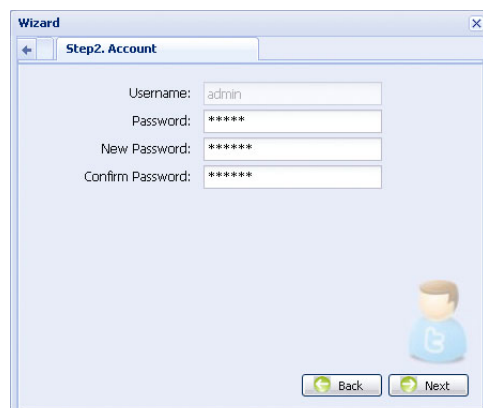 Wizard
Step2. Account
Username: admin
Password: *****
New Password: ******
Confirm Password: ******
t
Back Next